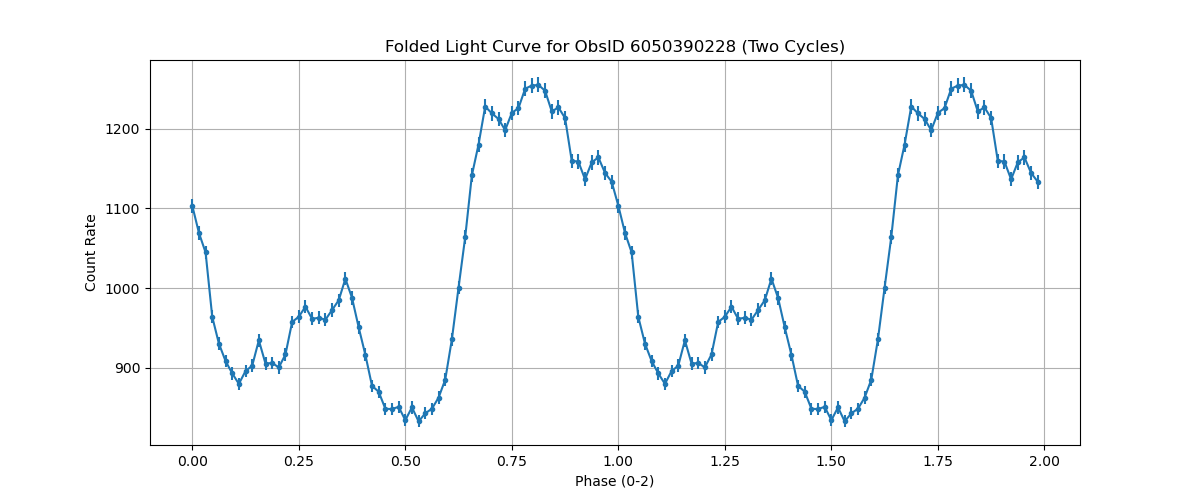 Folded Light Curve for ObsID 6050390228 (Two Cycles)
Count Rate
1200
1100
1000
900
0.00 0.25 0.50 0.75 1.00 1.25 1.50 1.75 2.00
Phase (0-2)